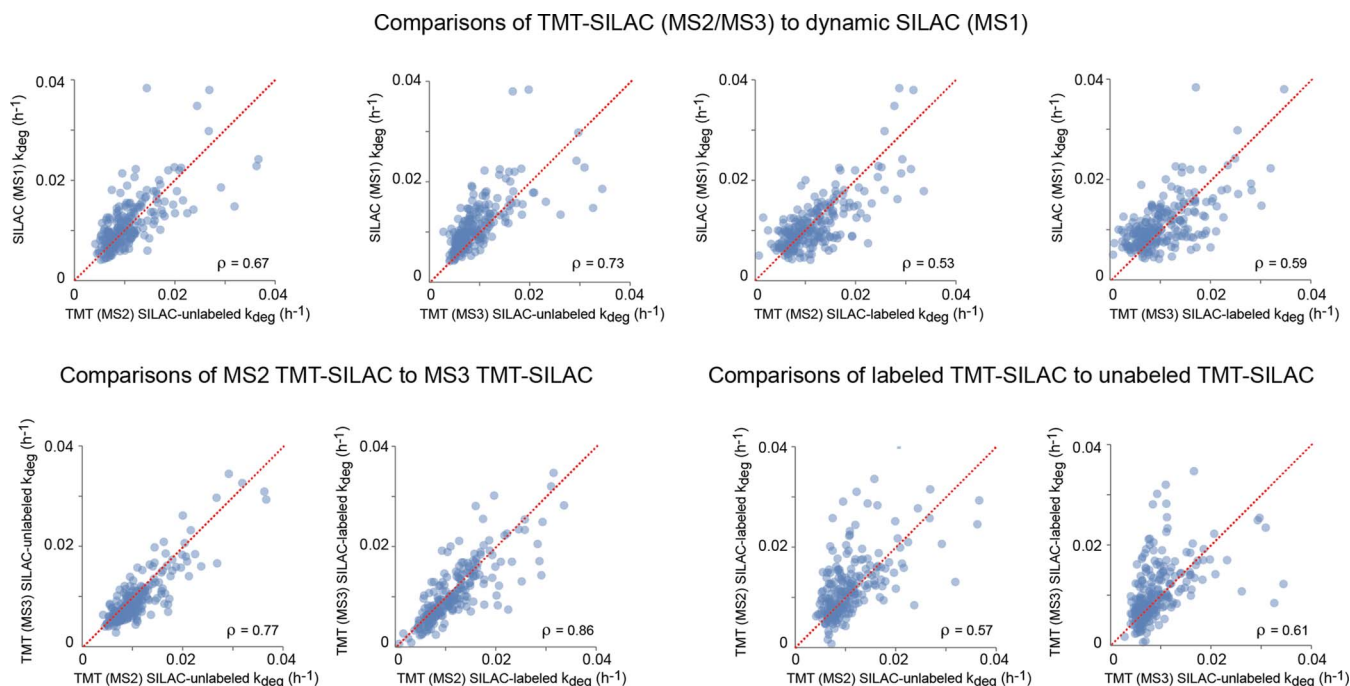 Comparisons of TMT-SILAC (MS2/MS3) to dynamic SILAC (MS1)
SILAC (MS1) kdeg (h-1)
0.04
0.02
0
0
0.02
0.04
ρ = 0.67
TMT (MS2) SILAC-unlabeled kdeg (h-1)
SILAC (MS1) kdeg (h-1)
0.04
0.02
0
0
0.02
0.04
ρ = 0.73
TMT (MS3) SILAC-unlabeled kdeg (h-1)
SILAC (MS1) kdeg (h-1)
0.04
0.02
0
0
0.02
0.04
ρ = 0.53
TMT (MS2) SILAC-labeled kdeg (h-1)
SILAC (MS1) kdeg (h-1)
0.04
0.02
0
0
0.02
0.04
ρ = 0.59
TMT (MS3) SILAC-labeled kdeg (h-1)
Comparisons of MS2 TMT-SILAC to MS3 TMT-SILAC
TMT (MS3) SILAC-unlabeled kdeg (h-1)
0.04
0.02
0
0
0.02
0.04
ρ = 0.77
TMT (MS2) SILAC-unlabeled kdeg (h-1)
TMT (MS3) SILAC-labeled kdeg (h-1)
0.04
0.02
0
0
0.02
0.04
ρ = 0.86
TMT (MS2) SILAC-labeled kdeg (h-1)
Comparisons of labeled TMT-SILAC to unabeled TMT-SILAC
TMT (MS2) SILAC-labeled kdeg (h-1)
0.04
0.02
0
0
0.02
0.04
ρ = 0.57
TMT (MS2) SILAC-unlabeled kdeg (h-1)
TMT (MS3) SILAC-labeled kdeg (h-1)
0.04
0.02
0
0
0.02
0.04
ρ = 0.61
TMT (MS3) SILAC-unlabeled kdeg (h-1)